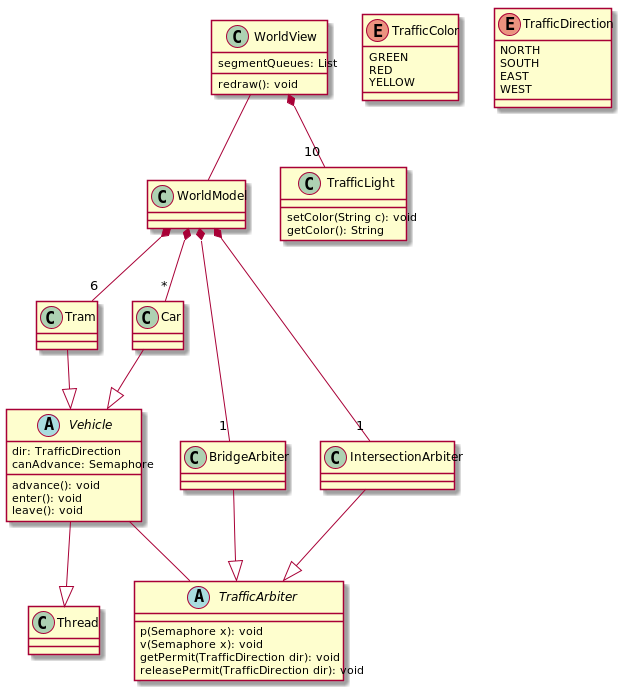 C WorldView
segmentQueues: List
redraw(): void
E TrafficColor
GREEN
RED
YELLOW
E TrafficDirection
NORTH
SOUTH
EAST
WEST
10
C WorldModel
C TrafficLight
setColor(String c): void
getColor(): String
6
*
C Tram
C Car
A Vehicle
dir: TrafficDirection
canAdvance: Semaphore
advance(): void
enter(): void
leave(): void
1
1
C BridgeArbiter
C IntersectionArbiter
C Thread
A TrafficArbiter
p(Semaphore x): void
v(Semaphore x): void
getPermit(TrafficDirection dir): void
releasePermit(TrafficDirection dir): void